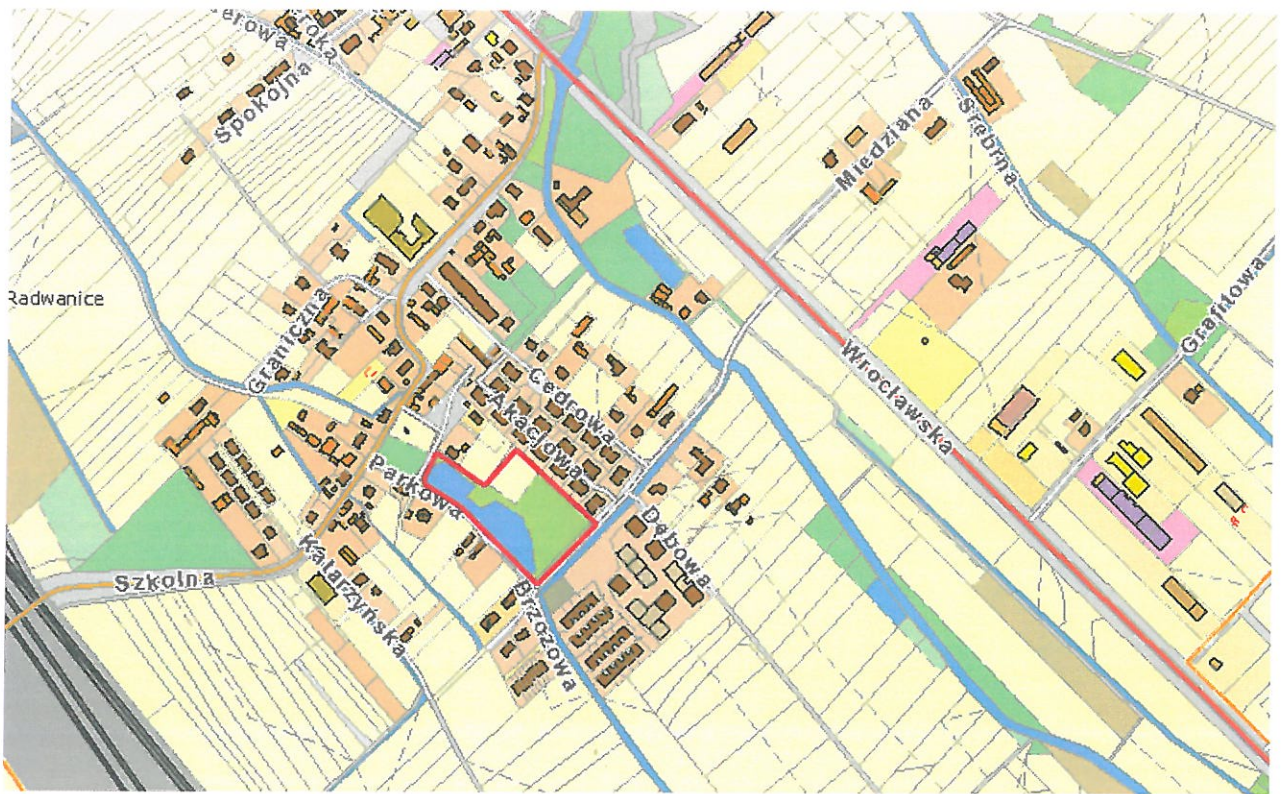 Spokojna
Miedziana
Srebrna
Radwanice
Graniczna
Grafitowa
Wrocławska
Cedrowa
Akacjowa
Parkowa
Dębowa
Szkolna
Katarzyńska
Brzozowa